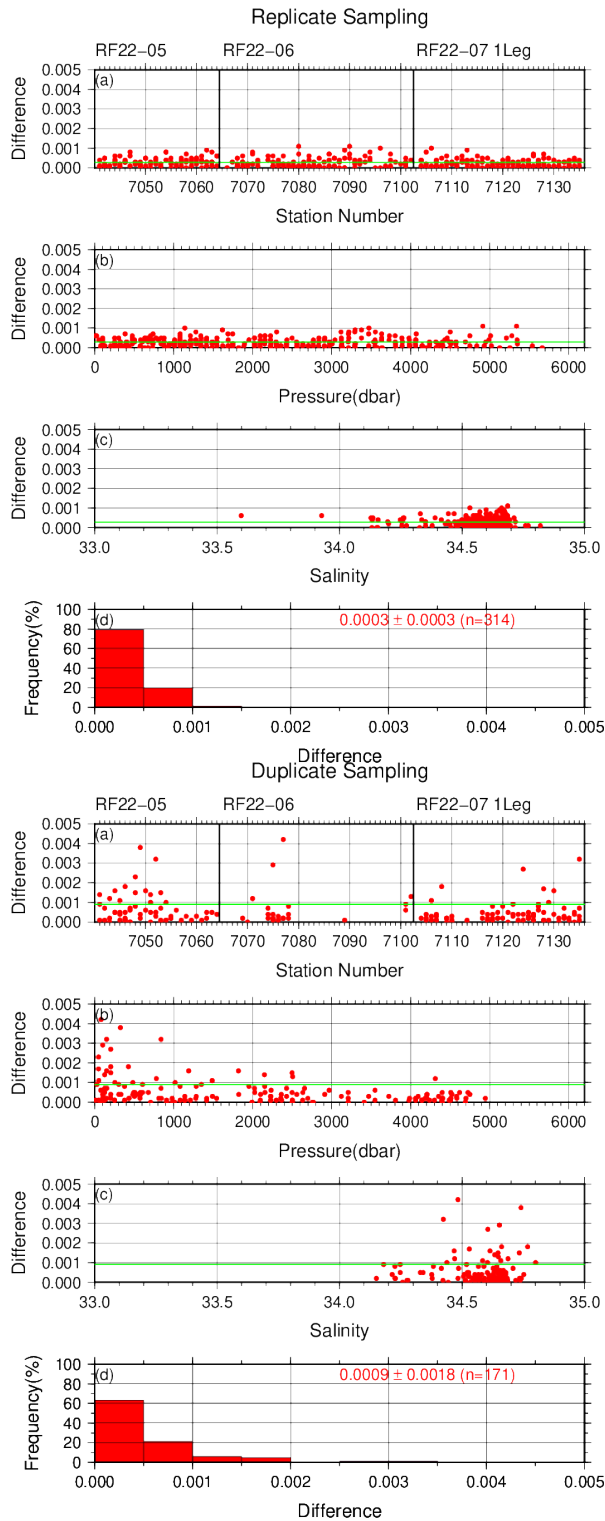 Replicate Sampling
RF22−05 RF22−06 RF22−07 1Leg
(a)
Difference
0.005
0.004
0.003
0.002
0.001
0.000
7050 7060 7070 7080 7090 7100 7110 7120 7130
Station Number
(b)
Difference
0.005
0.004
0.003
0.002
0.001
0.000
0 1000 2000 3000 4000 5000 6000
Pressure(dbar)
(c)
Difference
0.005
0.004
0.003
0.002
0.001
0.000
33.0 33.5 34.0 34.5 35.0
Salinity
(d)
0.0003 ± 0.0003 (n=314)
Frequency(%)
100
80
60
40
20
0
0.000 0.001 0.002 0.003 0.004 0.005
Difference
Duplicate Sampling
RF22−05 RF22−06 RF22−07 1Leg
(a)
Difference
0.005
0.004
0.003
0.002
0.001
0.000
7050 7060 7070 7080 7090 7100 7110 7120 7130
Station Number
(b)
Difference
0.005
0.004
0.003
0.002
0.001
0.000
0 1000 2000 3000 4000 5000 6000
Pressure(dbar)
(c)
Difference
0.005
0.004
0.003
0.002
0.001
0.000
33.0 33.5 34.0 34.5 35.0
Salinity
(d)
0.0009 ± 0.0018 (n=171)
Frequency(%)
100
80
60
40
20
0
0.000 0.001 0.002 0.003 0.004 0.005
Difference